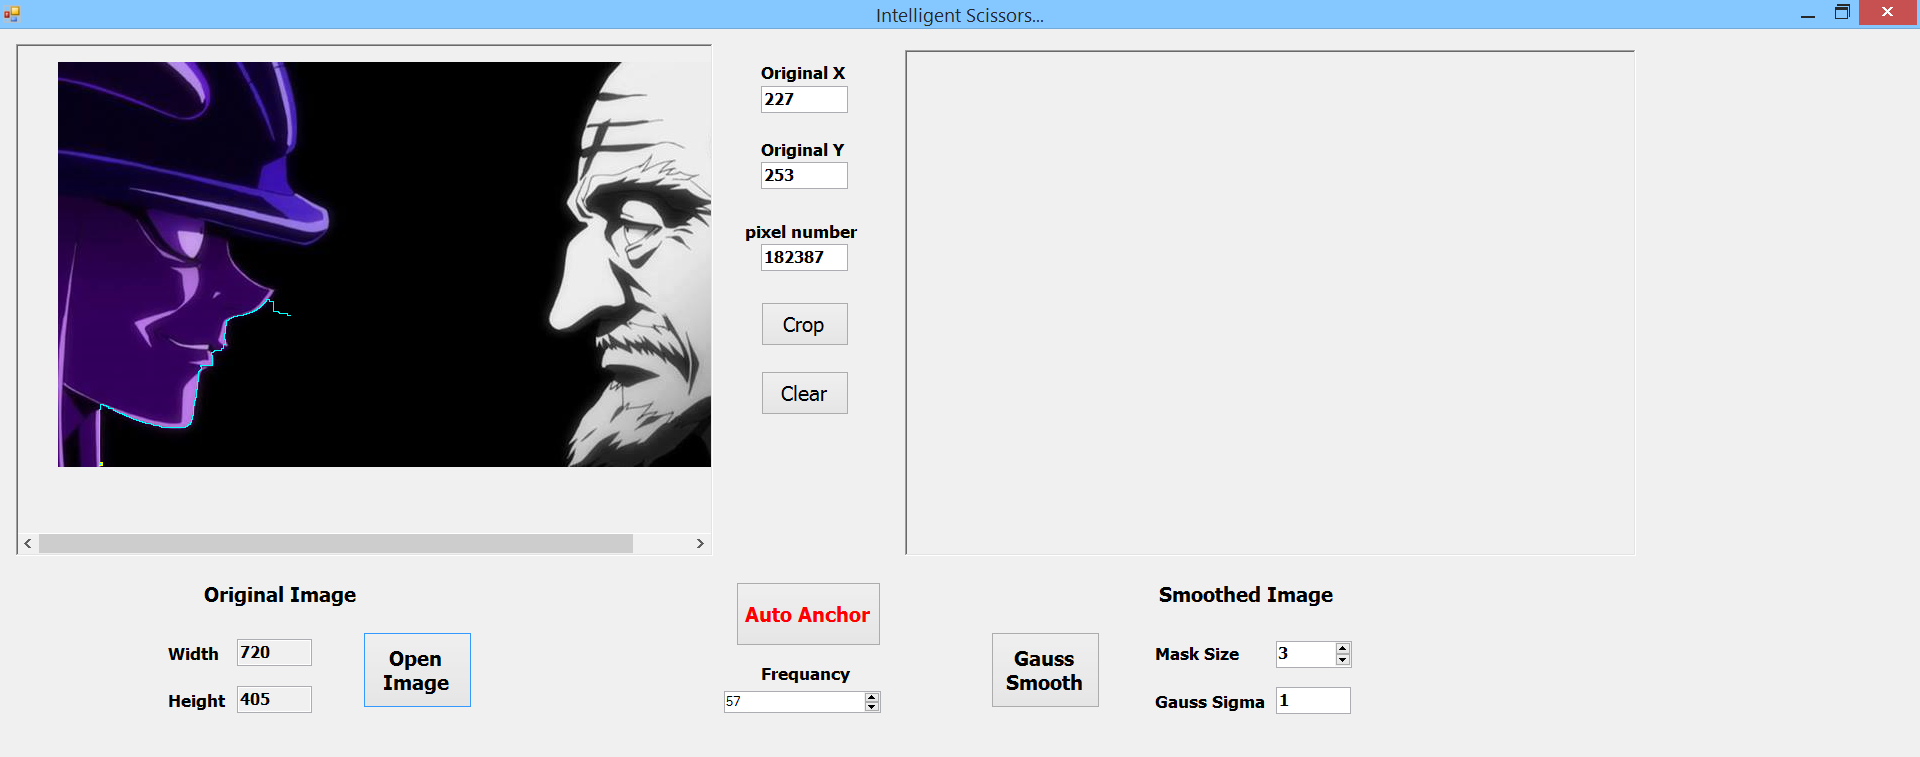 Intelligent Scissors...
Original X
227
Original Y
253
pixel number
182387
Crop
Clear
Original Image
Width 720
Height 405
Open
Image
Auto Anchor
Frequancy
57
Smoothed Image
Gauss
Smooth
Mask Size 3
Gauss Sigma 1